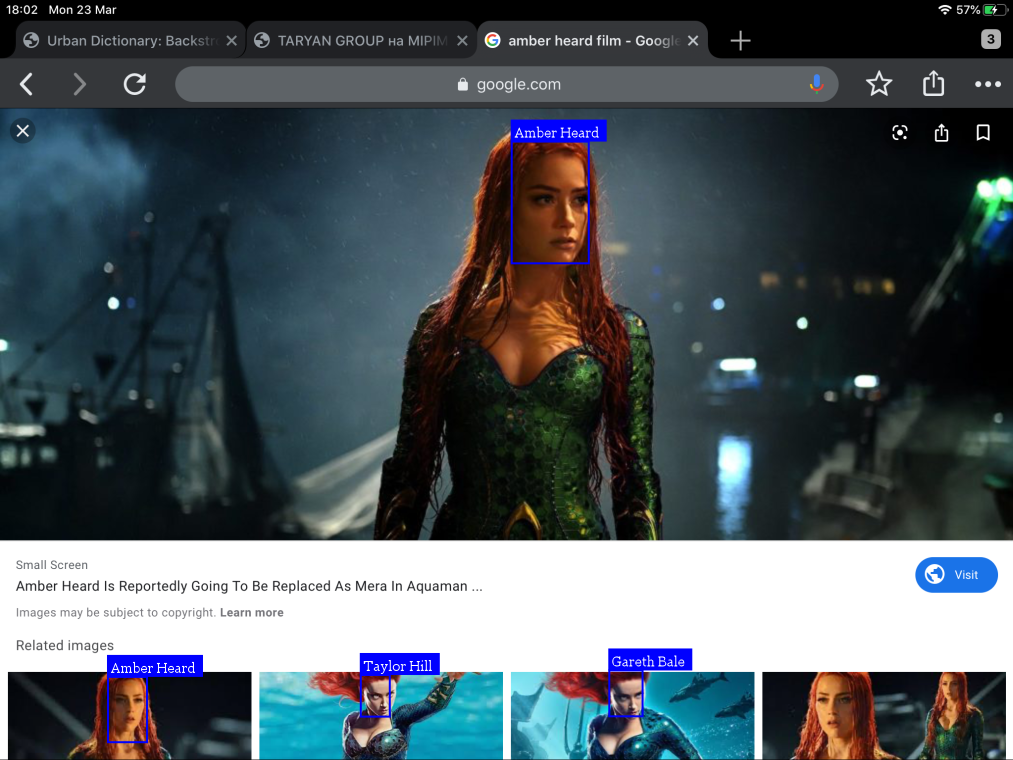 18:02 Mon 23 Mar
57%
Urban Dictionary: Backstr
TARYAN GROUP на MIPIM
amber heard film - Google
3
google.com
Amber Heard
Small Screen
Amber Heard Is Reportedly Going To Be Replaced As Mera In Aquaman ...
Visit
Images may be subject to copyright. Learn more
Related images
Amber Heard
Taylor Hill
Gareth Bale